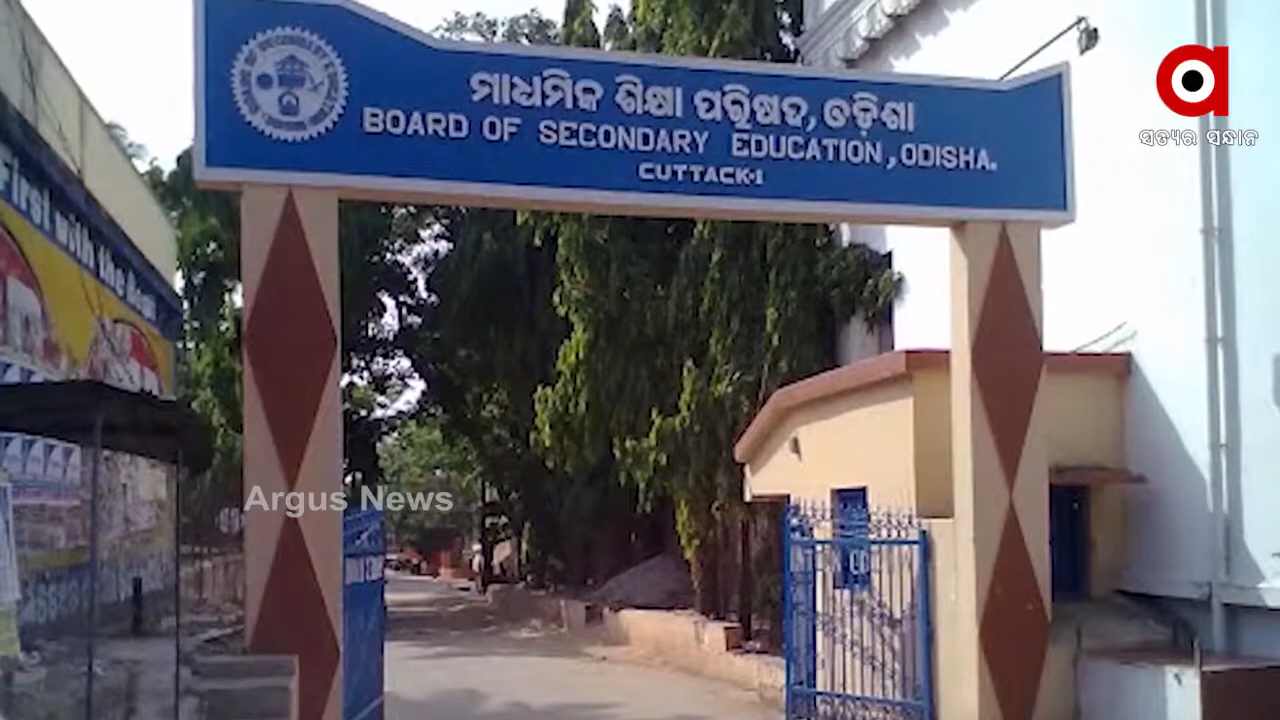 ମାଧ୍ୟମିକ ଶିକ୍ଷା ପରିଷଦ, ଓଡ଼ିଶା
BOARD OF SECONDARY EDUCATION, ODISHA.
CUTTACK-1
ସତ୍ୟର ସନ୍ଧାନ
First with the
Argus News